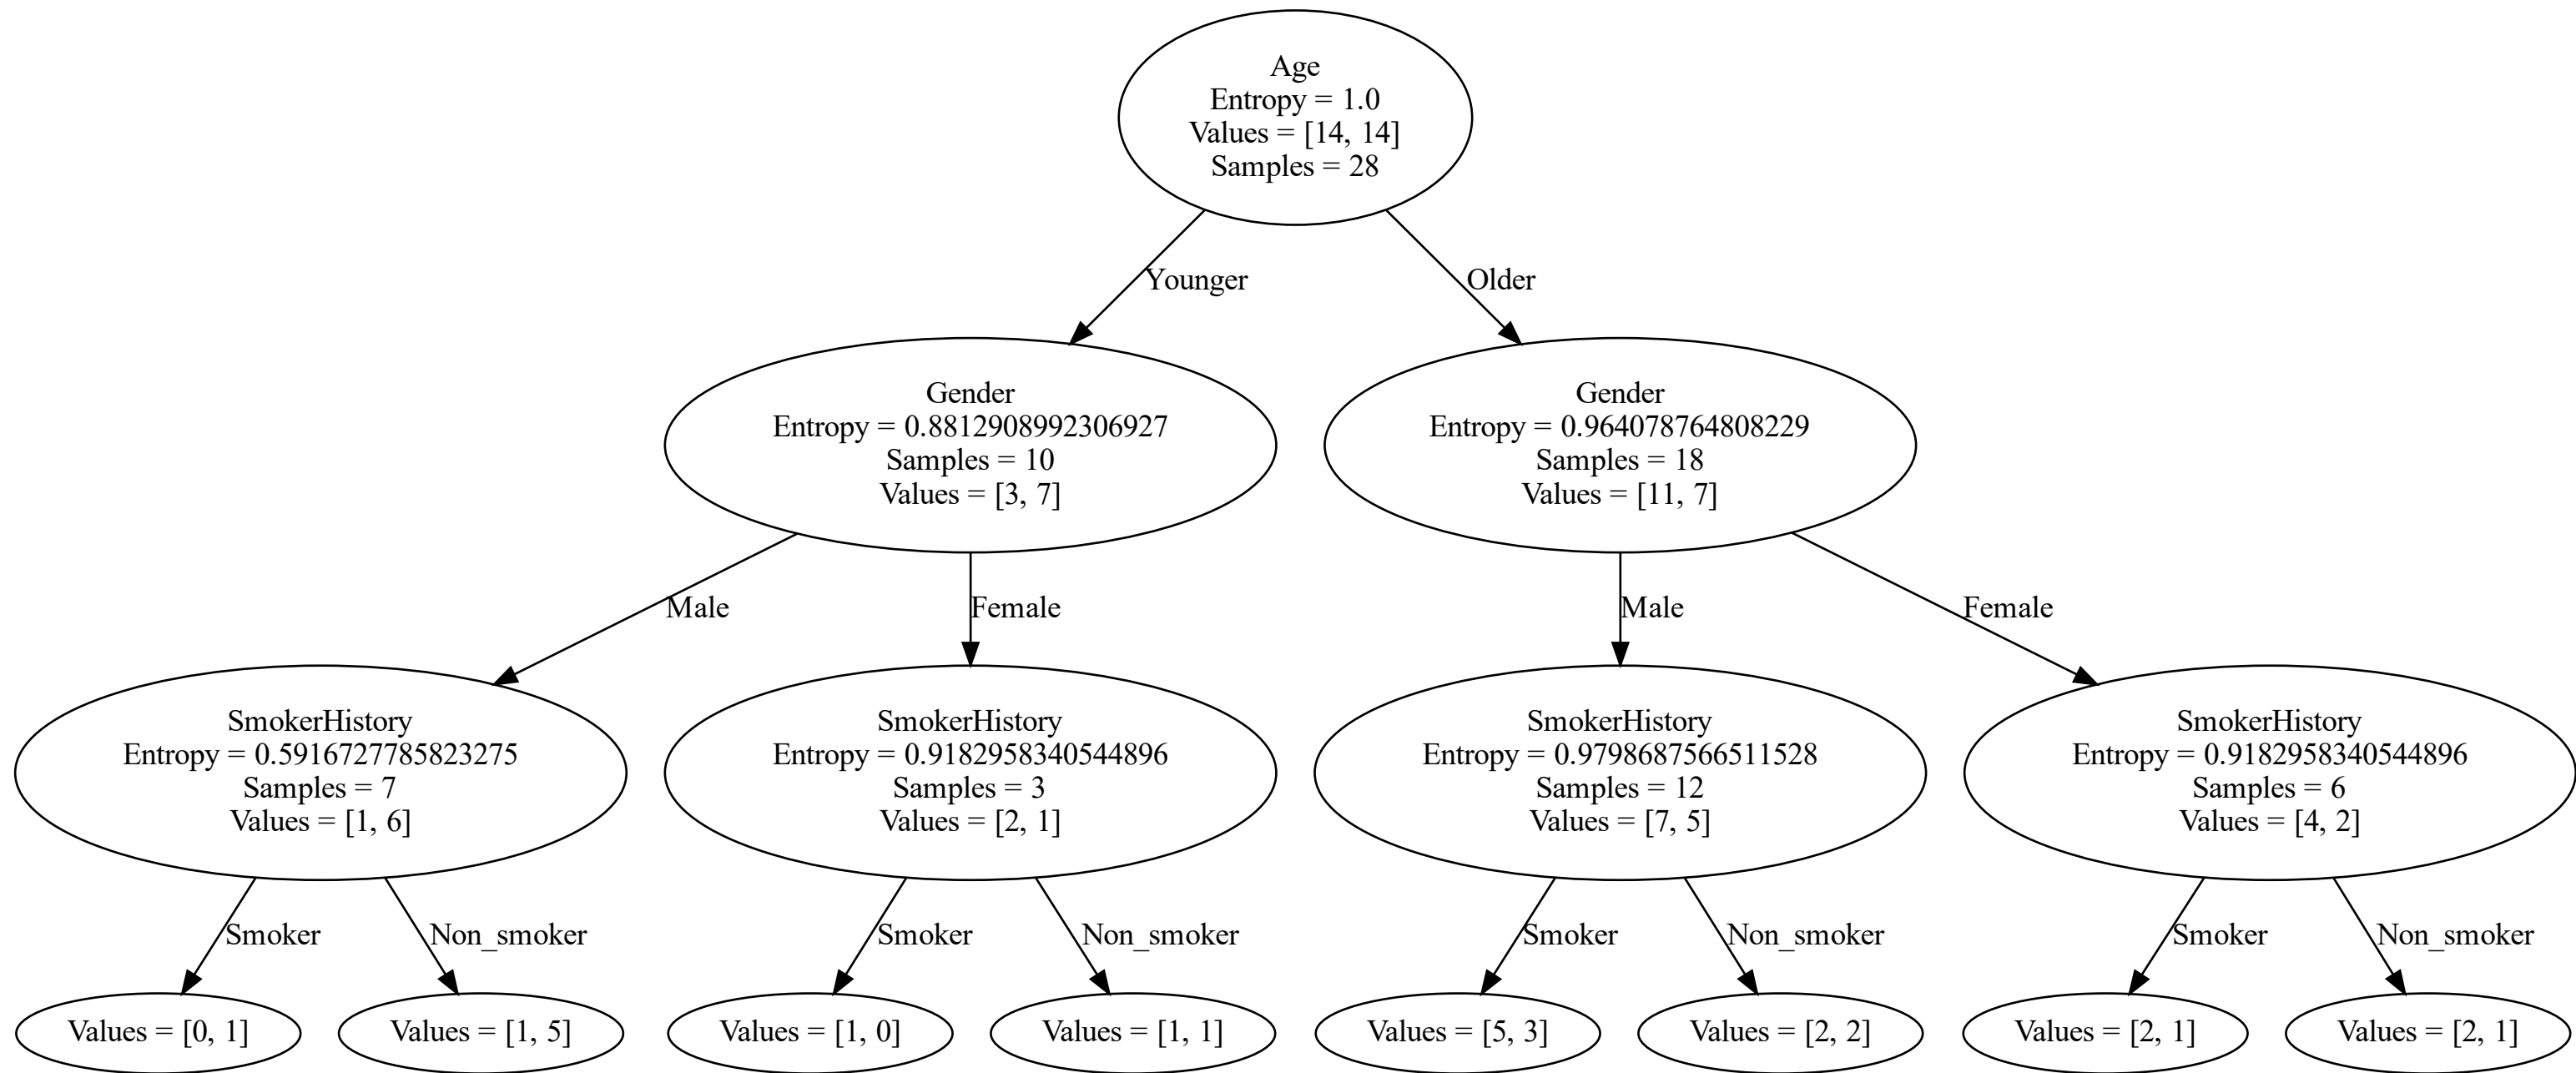 Age
Entropy = 1.0
Values = [14, 14]
Samples = 28
Younger
Older
Gender
Entropy = 0.8812908992306927
Samples = 10
Values = [3, 7]
Gender
Entropy = 0.964078764808229
Samples = 18
Values = [11, 7]
Male
Female
Male
Female
SmokerHistory
Entropy = 0.5916727785823275
Samples = 7
Values = [1, 6]
SmokerHistory
Entropy = 0.9182958340544896
Samples = 3
Values = [2, 1]
SmokerHistory
Entropy = 0.9798687566511528
Samples = 12
Values = [7, 5]
SmokerHistory
Entropy = 0.9182958340544896
Samples = 6
Values = [4, 2]
Smoker
Non_smoker
Smoker
Non_smoker
Smoker
Non_smoker
Smoker
Non_smoker
Values = [0, 1]
Values = [1, 5]
Values = [1, 0]
Values = [1, 1]
Values = [5, 3]
Values = [2, 2]
Values = [2, 1]
Values = [2, 1]